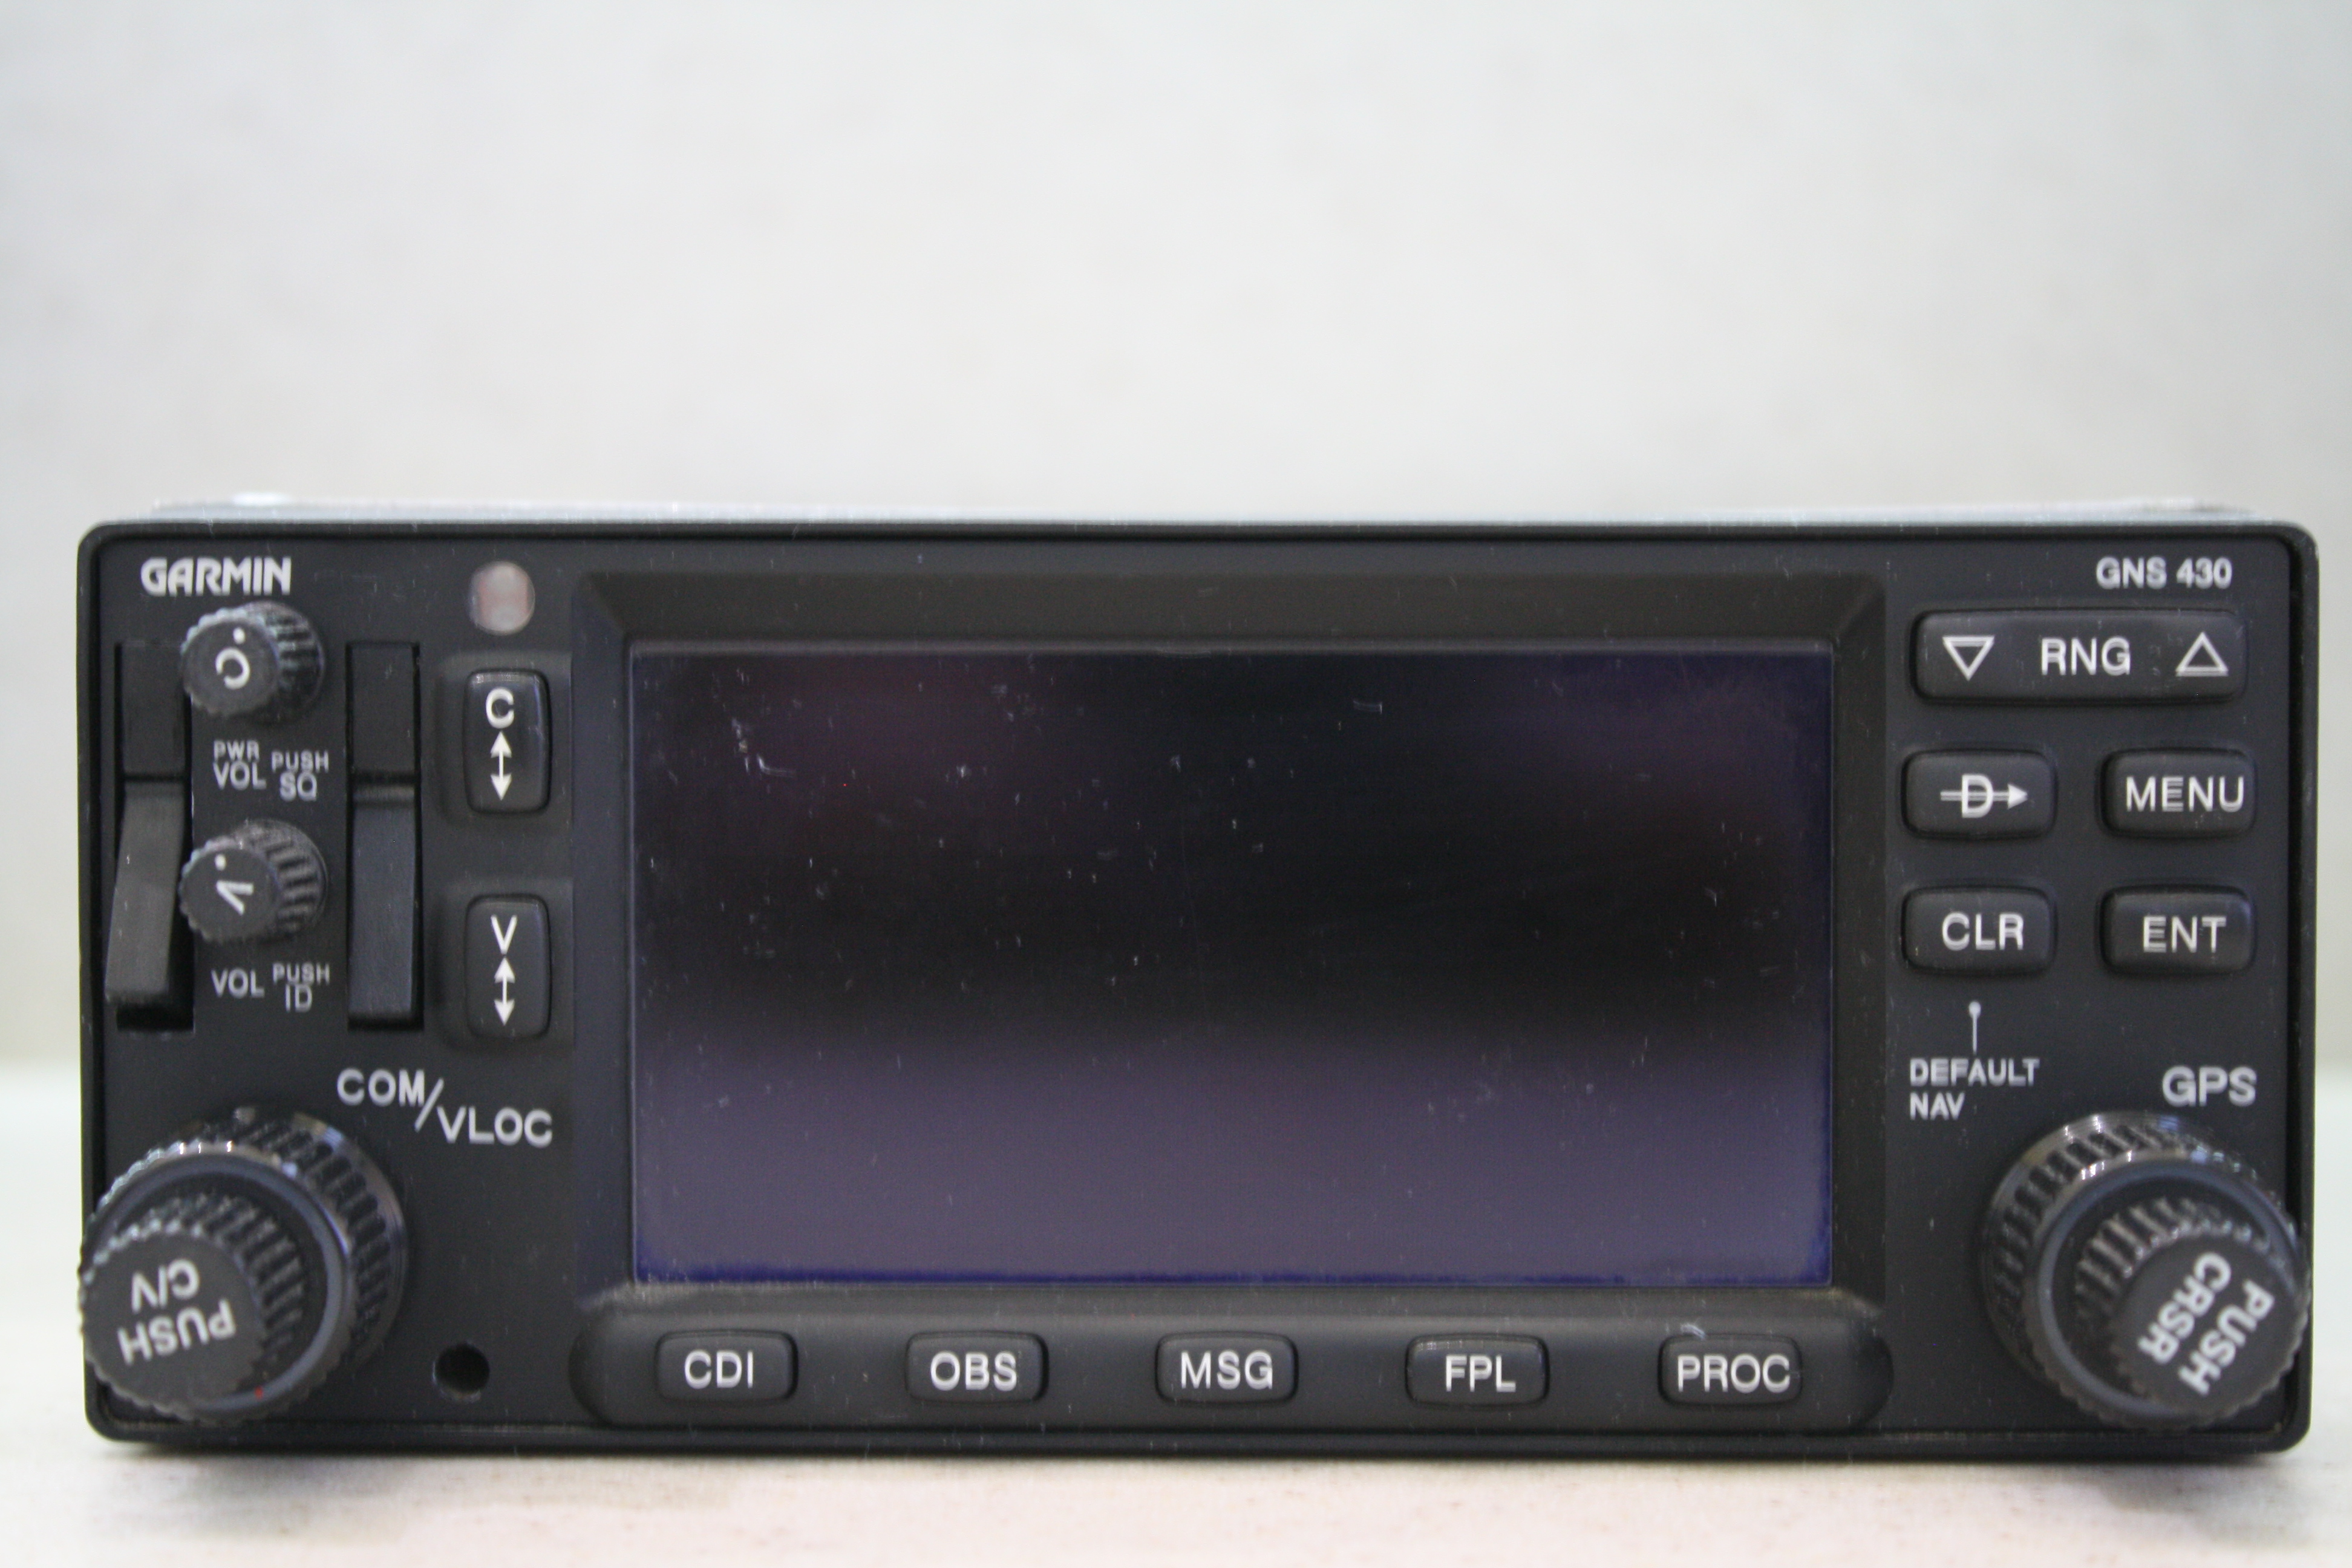 GARMIN
GNS 430
C
PWR
VOL
PUSH
SQ
C
V
VOL
PUSH
ID
V
COM/VLOC
PUSH
C/V
RNG
D
MENU
CLR
ENT
DEFAULT
NAV
GPS
PUSH
CRSR
CDI
OBS
MSG
FPL
PROC